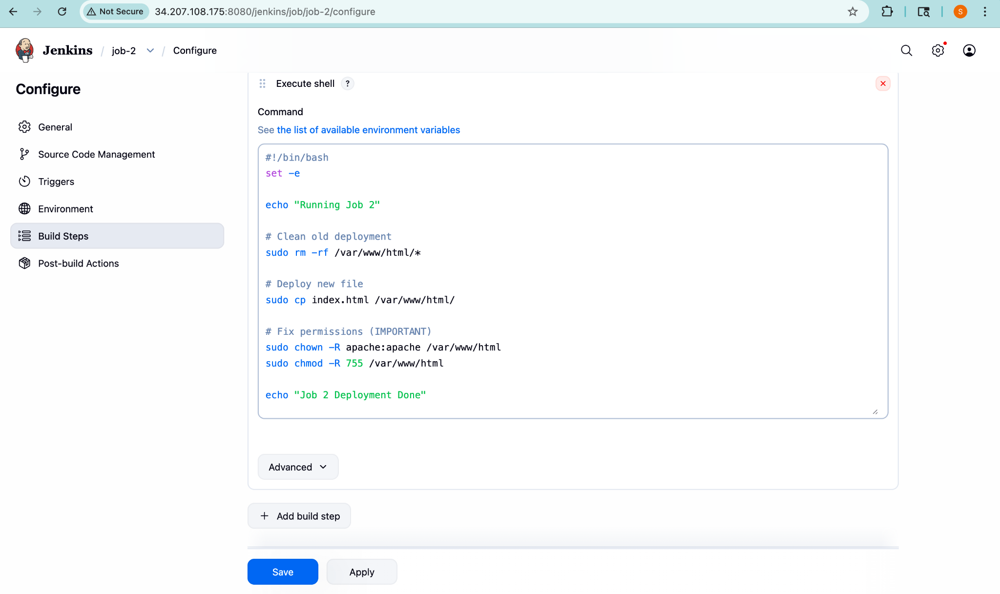 Not Secure 34.207.108.175:8080/jenkins/job/job-2/configure S
Jenkins / job-2 / Configure
Configure
General
Source Code Management
Triggers
Environment
Build Steps
Post-build Actions
Execute shell ?
Command
See the list of available environment variables
#!/bin/bash
set -e
echo "Running Job 2"
# Clean old deployment
sudo rm -rf /var/www/html/*
# Deploy new file
sudo cp index.html /var/www/html/
# Fix permissions (IMPORTANT)
sudo chown -R apache:apache /var/www/html
sudo chmod -R 755 /var/www/html
echo "Job 2 Deployment Done"
Advanced
+ Add build step
Save Apply